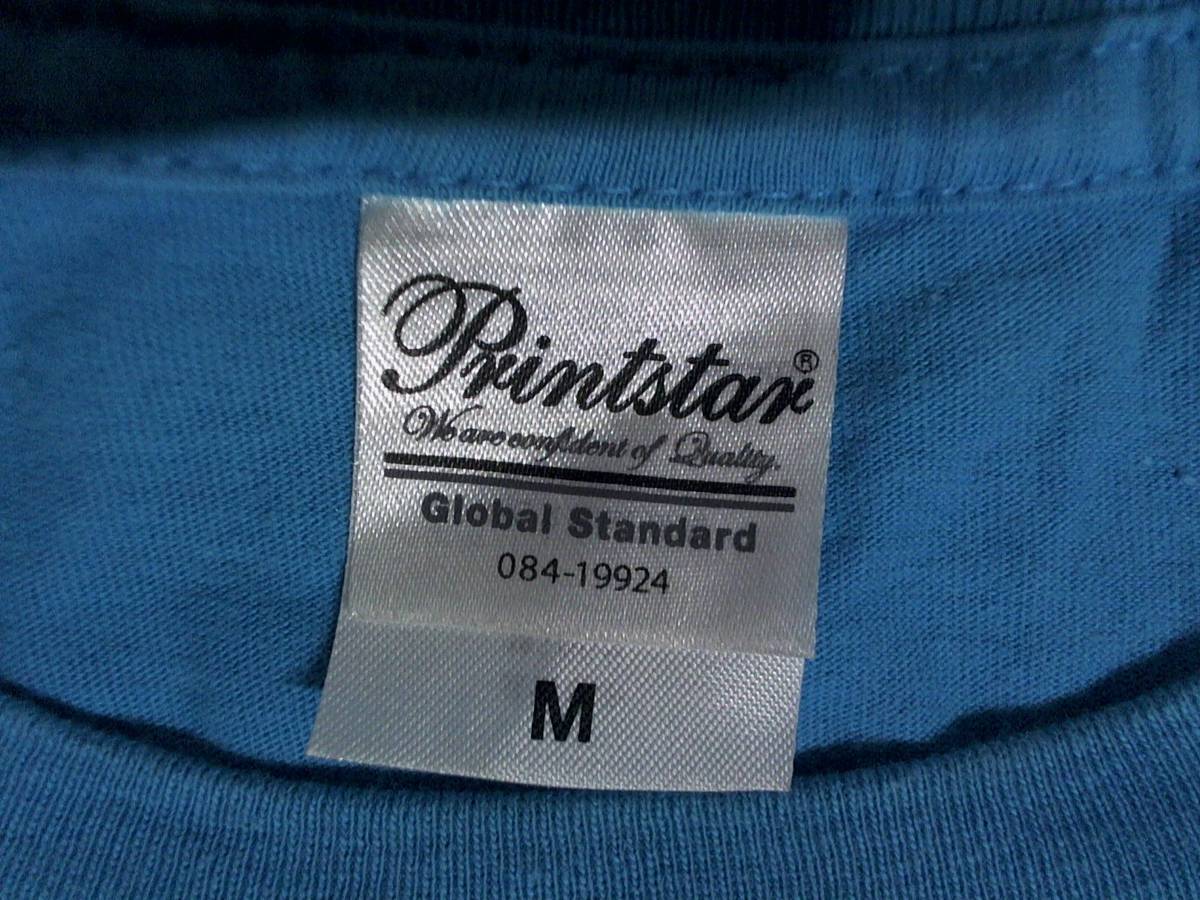 Printstar®
We are confident of Quality.
Global Standard
084-19924
M